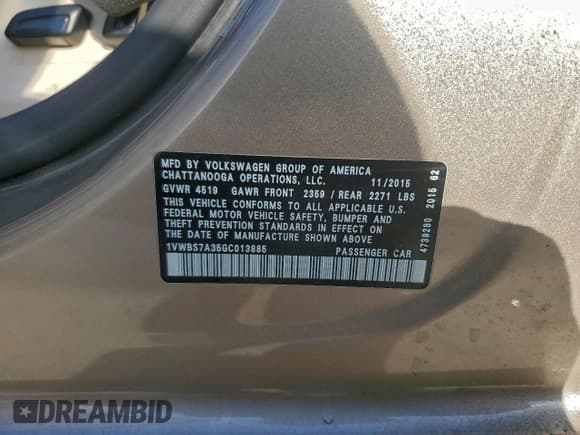 MFD BY VOLKSWAGEN GROUP OF AMERICA
CHATTANOOGA OPERATIONS, LLC. 11/2015
GVWR 4519 GAWR FRONT 2359 / REAR 2271 LBS
THIS VEHICLE CONFORMS TO ALL APPLICABLE U.S.
FEDERAL MOTOR VEHICLE SAFETY, BUMPER AND
THEFT PREVENTION STANDARDS IN EFFECT ON
THE DATE OF MANUFACTURE SHOWN ABOVE.
1VWBS7A35GC013885 PASSENGER CAR
4739280 2015 62
DREAMBID